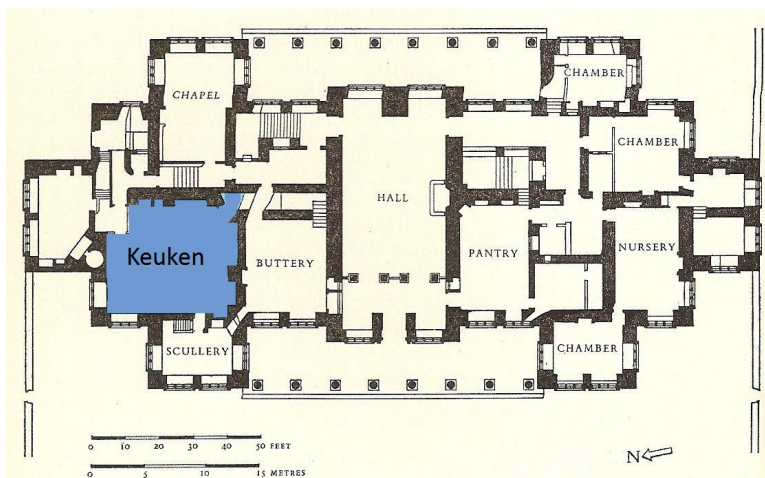 CHAMBER
CHAPEL
CHAMBER
HALL
Keuken
BUTTERY
PANTRY
NURSERY
SCULLERY
CHAMBER
0 10 20 30 40 50 FEET
0 5 10 15 METRES
N